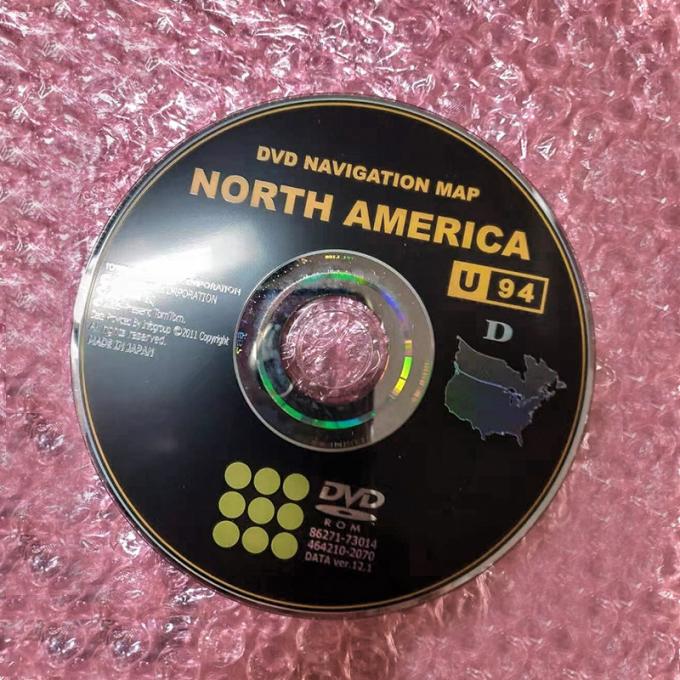 DVD NAVIGATION MAP
NORTH AMERICA
U 94
D
CORPORATION
CORPORATION
TomTom.
Data Provided By Infogroup ©2011 Copyright
All rights reserved.
MADE IN JAPAN
DVD
ROM
86271-73014
464210-2070
DATA ver.12.1